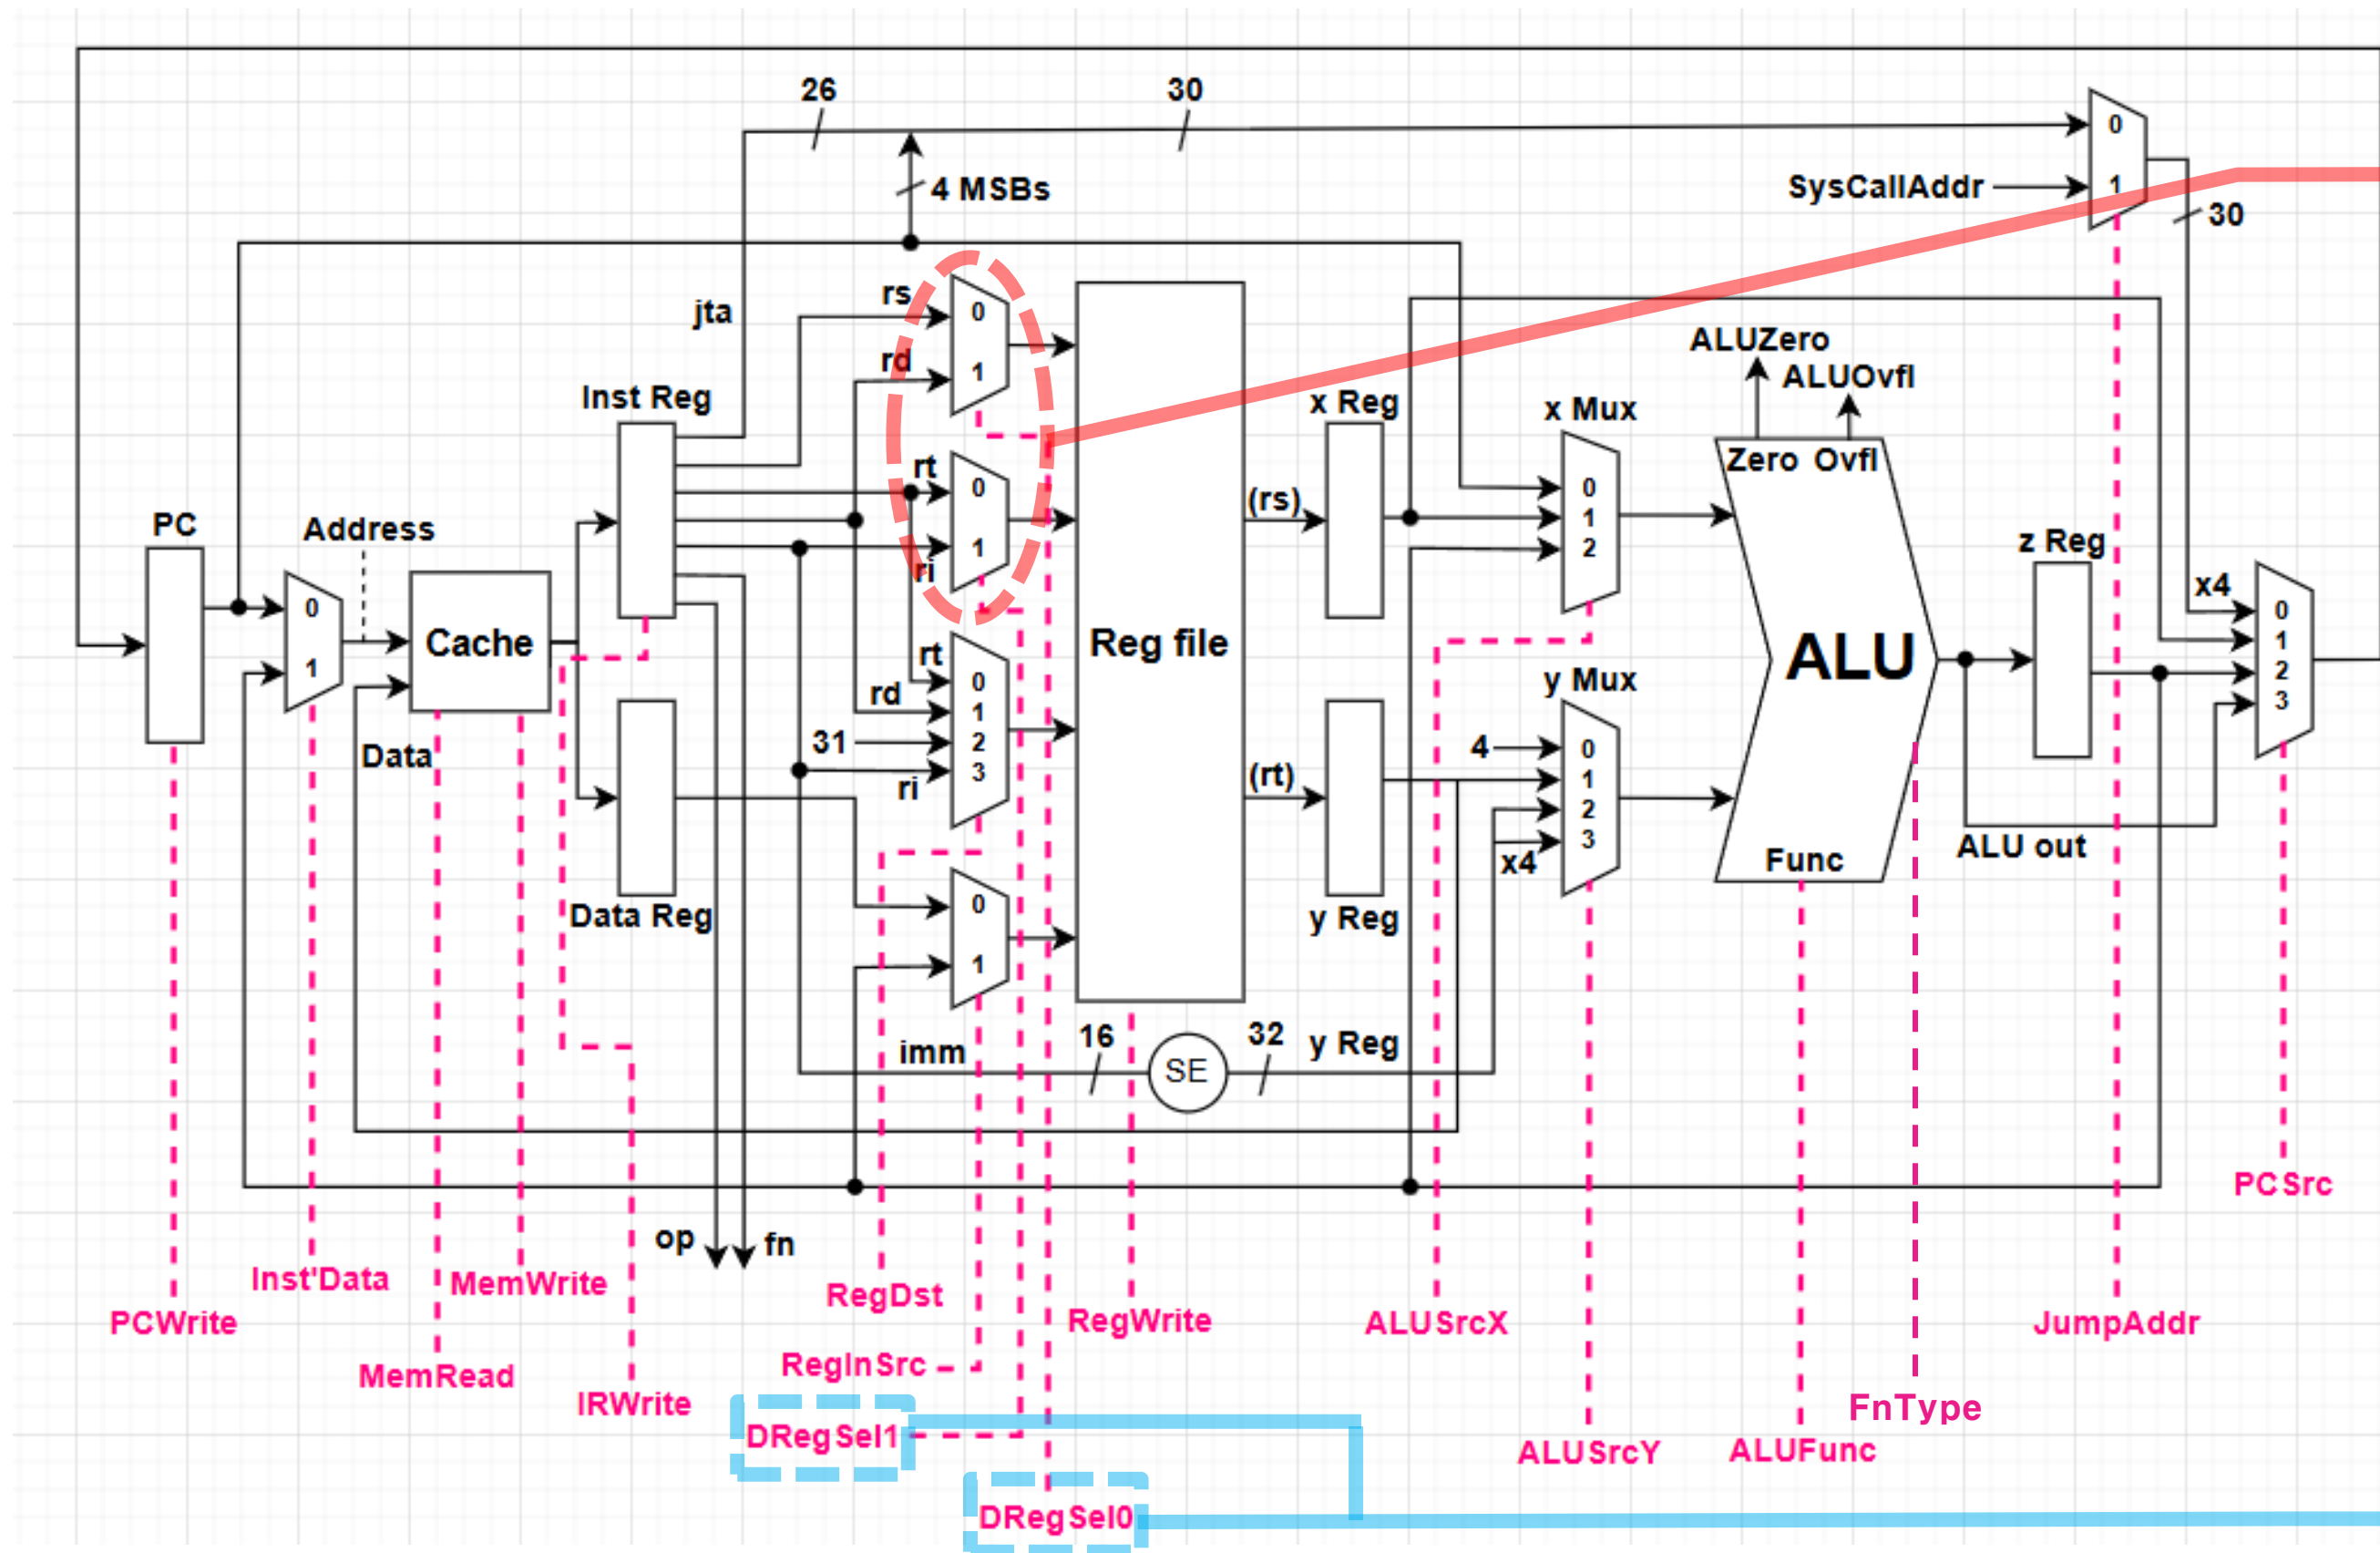 26
30
0
SysCallAddr
1
4 MSBs
30
rs
0
jta
rd
1
ALUZero
ALUOvfl
Inst Reg
x Reg
x Mux
rt
0
Zero Ovfl
PC
Address
(rs)
0
1
2
z Reg
1
ri
x4
0
0
1
2
3
1
Cache
Reg file
ALU
rt
0
rd
1
31
2
3
ri
y Mux
Data
4
0
1
2
3
x4
(rt)
Func
ALU out
Data Reg
0
y Reg
1
16
32
y Reg
imm
SE
op
fn
PCSrc
Inst'Data
MemWrite
RegDst
PCWrite
RegWrite
ALUSrcX
JumpAddr
MemRead
RegInSrc
IRWrite
FnType
DRegSel1
ALUSrcY
ALUFunc
DRegSel0